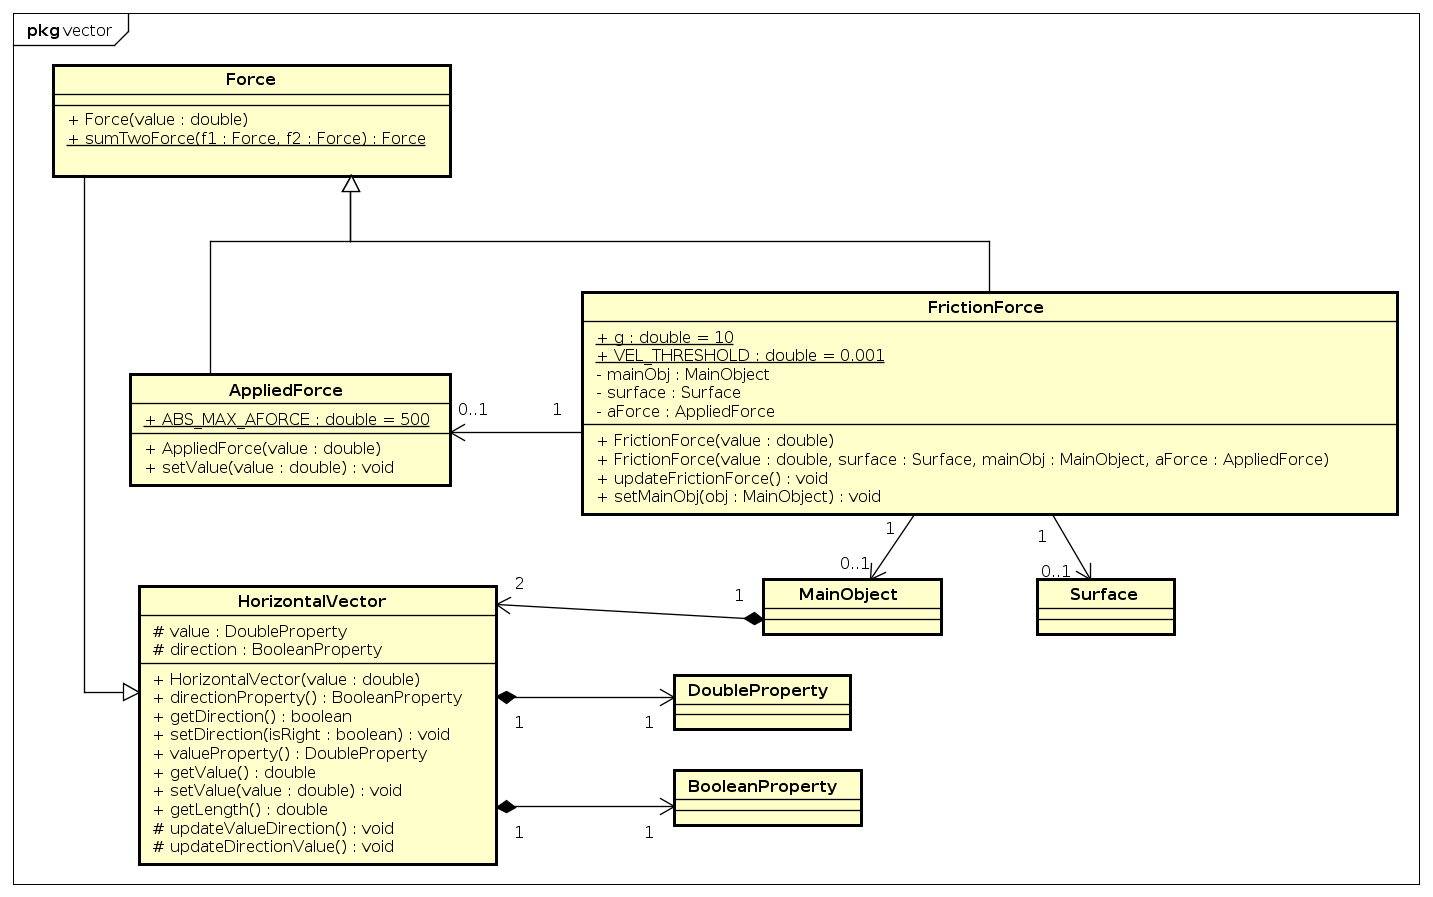 pkg vector
Force
+ Force(value : double)
+ sumTwoForce(f1 : Force, f2 : Force) : Force
FrictionForce
+ g : double = 10
+ VEL_THRESHOLD : double = 0.001
- mainObj : MainObject
- surface : Surface
- aForce : AppliedForce
+ FrictionForce(value : double)
+ FrictionForce(value : double, surface : Surface, mainObj : MainObject, aForce : AppliedForce)
+ updateFrictionForce() : void
+ setMainObj(obj : MainObject) : void
AppliedForce
+ ABS_MAX_AFORCE : double = 500
+ AppliedForce(value : double)
+ setValue(value : double) : void
0..1
1
1
0..1
1
0..1
MainObject
Surface
2
1
HorizontalVector
# value : DoubleProperty
# direction : BooleanProperty
+ HorizontalVector(value : double)
+ directionProperty() : BooleanProperty
+ getDirection() : boolean
+ setDirection(isRight : boolean) : void
+ valueProperty() : DoubleProperty
+ getValue() : double
+ setValue(value : double) : void
+ getLength() : double
# updateValueDirection() : void
# updateDirectionValue() : void
DoubleProperty
1
1
BooleanProperty
1
1